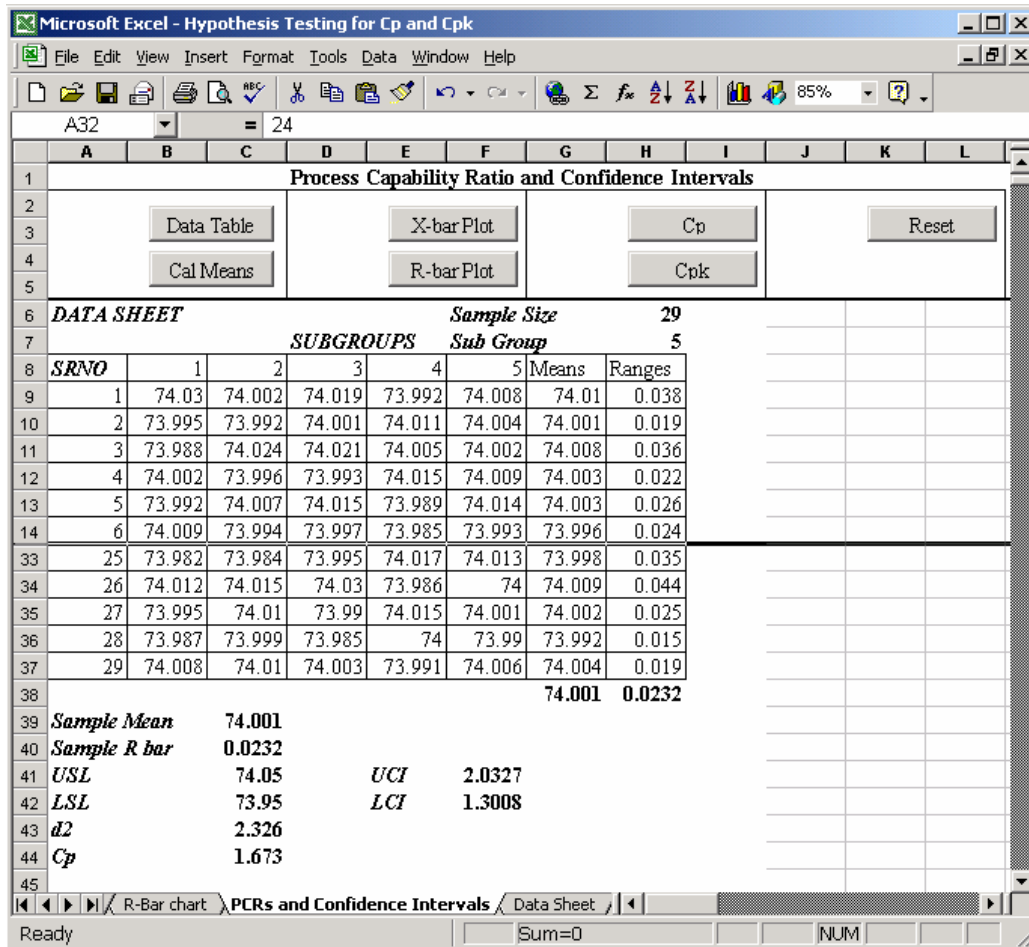 Microsoft Excel - Hypothesis Testing for Cp and Cpk
File Edit View Insert Format Tools Data Window Help
ABC Σ fx A Z Z A 85% ?
A32 = 24
A B C D E F G H I J K L
1 Process Capability Ratio and Confidence Intervals
2
3 Data Table X-bar Plot Cp Reset
4
5 Cal Means R-bar Plot Cpk
6 DATA SHEET Sample Size 29
7 SUBGROUPS Sub Group 5
8 SRNO 1 2 3 4 5 Means Ranges
9 1 74.03 74.002 74.019 73.992 74.008 74.01 0.038
10 2 73.995 73.992 74.001 74.011 74.004 74.001 0.019
11 3 73.988 74.024 74.021 74.005 74.002 74.008 0.036
12 4 74.002 73.996 73.993 74.015 74.009 74.003 0.022
13 5 73.992 74.007 74.015 73.989 74.014 74.003 0.026
14 6 74.009 73.994 73.997 73.985 73.993 73.996 0.024
33 25 73.982 73.984 73.995 74.017 74.013 73.998 0.035
34 26 74.012 74.015 74.03 73.986 74 74.009 0.044
35 27 73.995 74.01 73.99 74.015 74.001 74.002 0.025
36 28 73.987 73.999 73.985 74 73.99 73.992 0.015
37 29 74.008 74.01 74.003 73.991 74.006 74.004 0.019
38 74.001 0.0232
39 Sample Mean 74.001
40 Sample R bar 0.0232
41 USL 74.05 UCI 2.0327
42 LSL 73.95 LCI 1.3008
43 d2 2.326
44 Cp 1.673
45
R-Bar chart PCRs and Confidence Intervals Data Sheet
Ready Sum=0 NUM